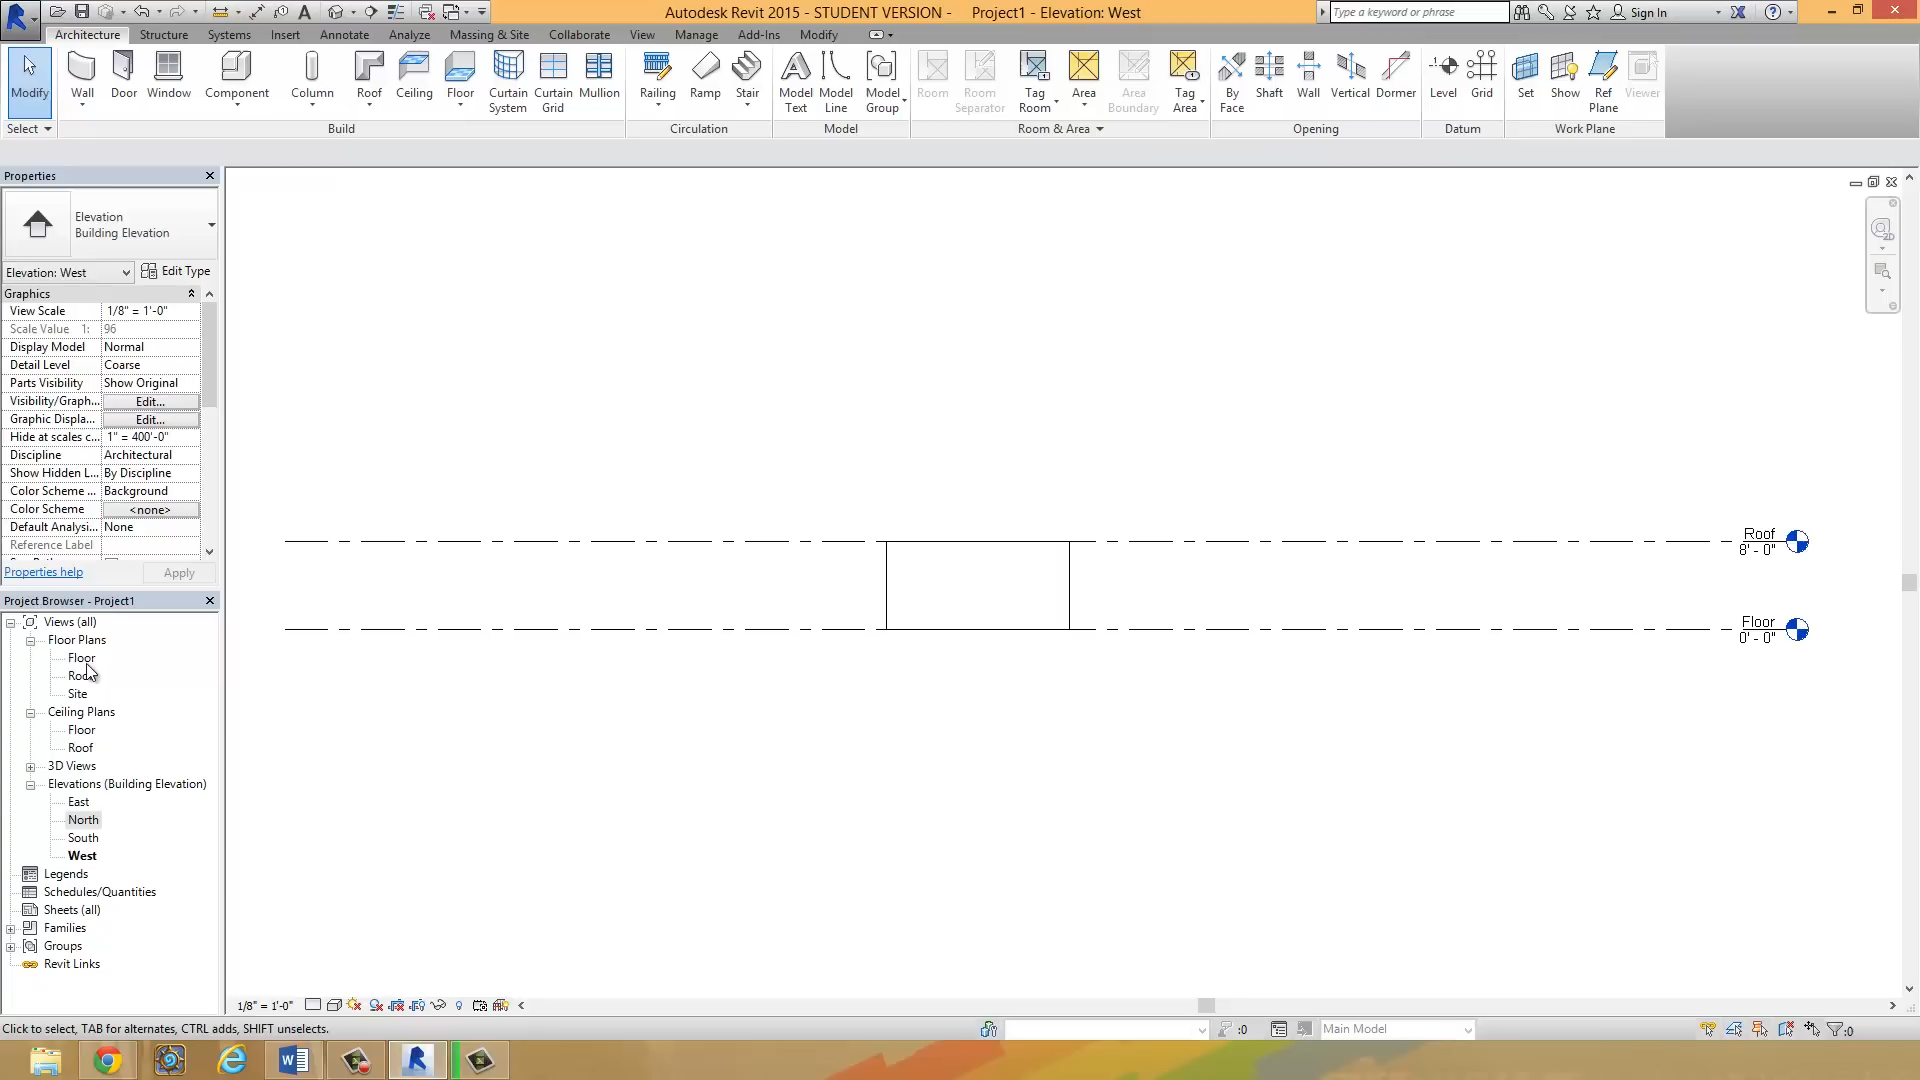 Autodesk Revit 2015 - STUDENT VERSION -    Project1 - Elevation: West
Type a keyword or phrase
Sign In
Architecture Structure Systems Insert Annotate Analyze Massing & Site Collaborate View Manage Add-Ins Modify
Modify Wall Door Window Component Column Roof Ceiling Floor Curtain System Curtain Grid Mullion Railing Ramp Stair Model Text Model Line Model Group Room Room Separator Tag Room Area Area Boundary Tag Area By Face Shaft Wall Vertical Dormer Level Grid Set Show Ref Plane Viewer
Select Build Circulation Model Room & Area Opening Datum Work Plane
Properties
Elevation
Building Elevation
Elevation: West Edit Type
Graphics
View Scale 1/8" = 1'-0"
Scale Value 1: 96
Display Model Normal
Detail Level Coarse
Parts Visibility Show Original
Visibility/Graph... Edit...
Graphic Displa... Edit...
Hide at scales c... 1" = 400'-0"
Discipline Architectural
Show Hidden L... By Discipline
Color Scheme ... Background
Color Scheme <none>
Default Analysi... None
Reference Label
Properties help Apply
Project Browser - Project1
Views (all)
Floor Plans
Floor
Site
Ceiling Plans
Floor
Roof
3D Views
Elevations (Building Elevation)
East
North
South
West
Legends
Schedules/Quantities
Sheets (all)
Families
Groups
Revit Links
Roof
8' - 0"
Floor
0' - 0"
2D
1/8" = 1'-0"
Click to select, TAB for alternates, CTRL adds, SHIFT unselects.
:0
Main Model
:0